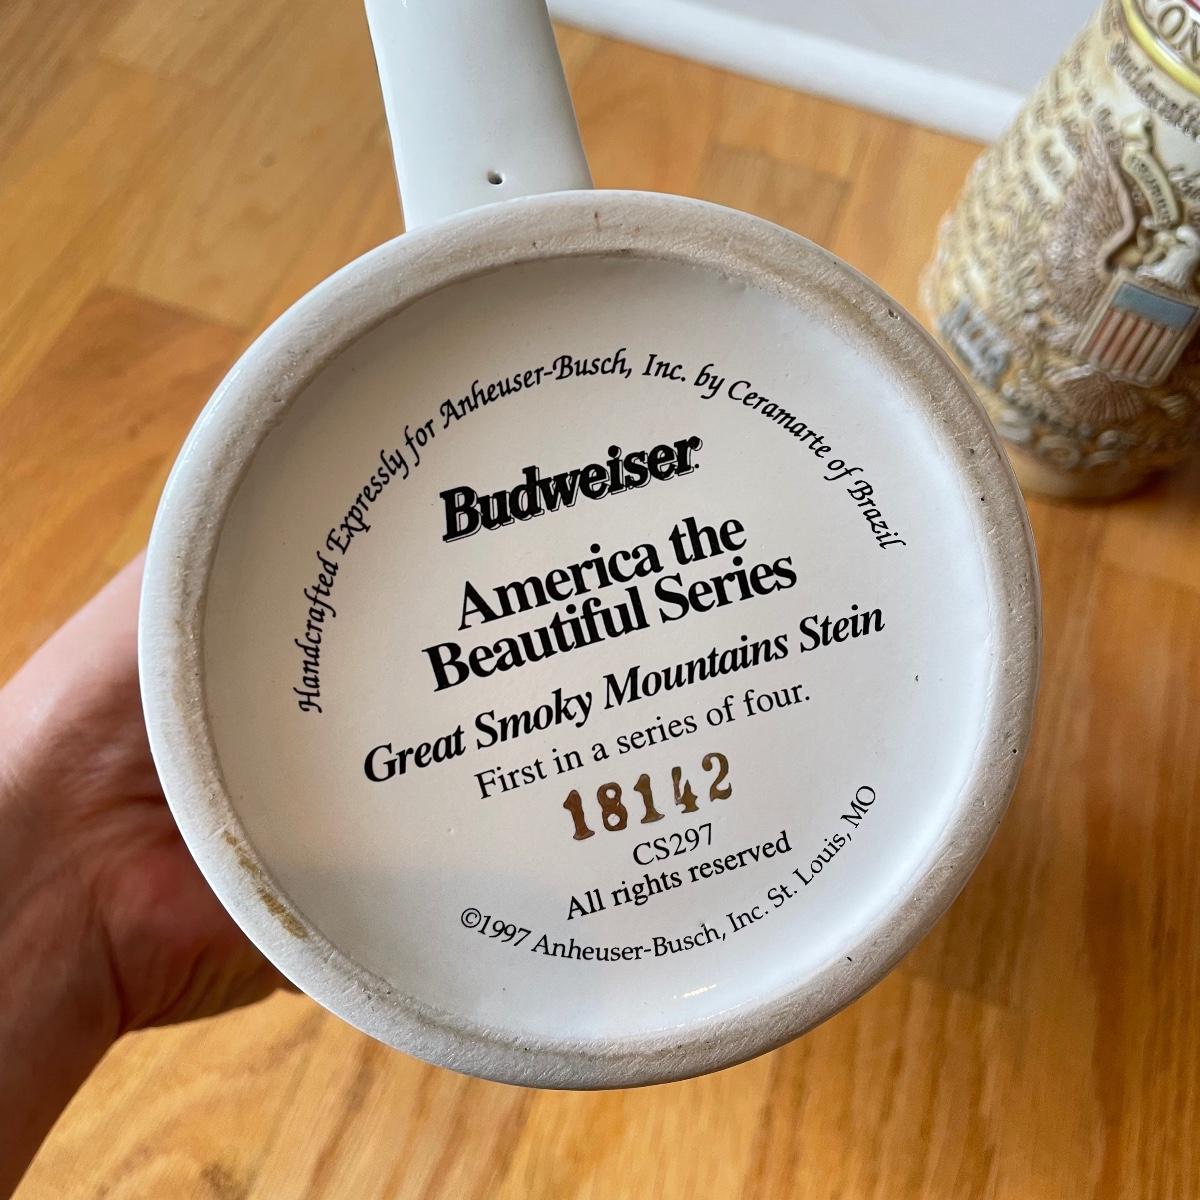 Handcrafted Expressly for Anheuser-Busch, Inc. by Ceramarte of Brazil
Budweiser
America the
Beautiful Series
Great Smoky Mountains Stein
First in a series of four.
18142
CS297
All rights reserved
©1997 Anheuser-Busch, Inc. St. Louis, MO